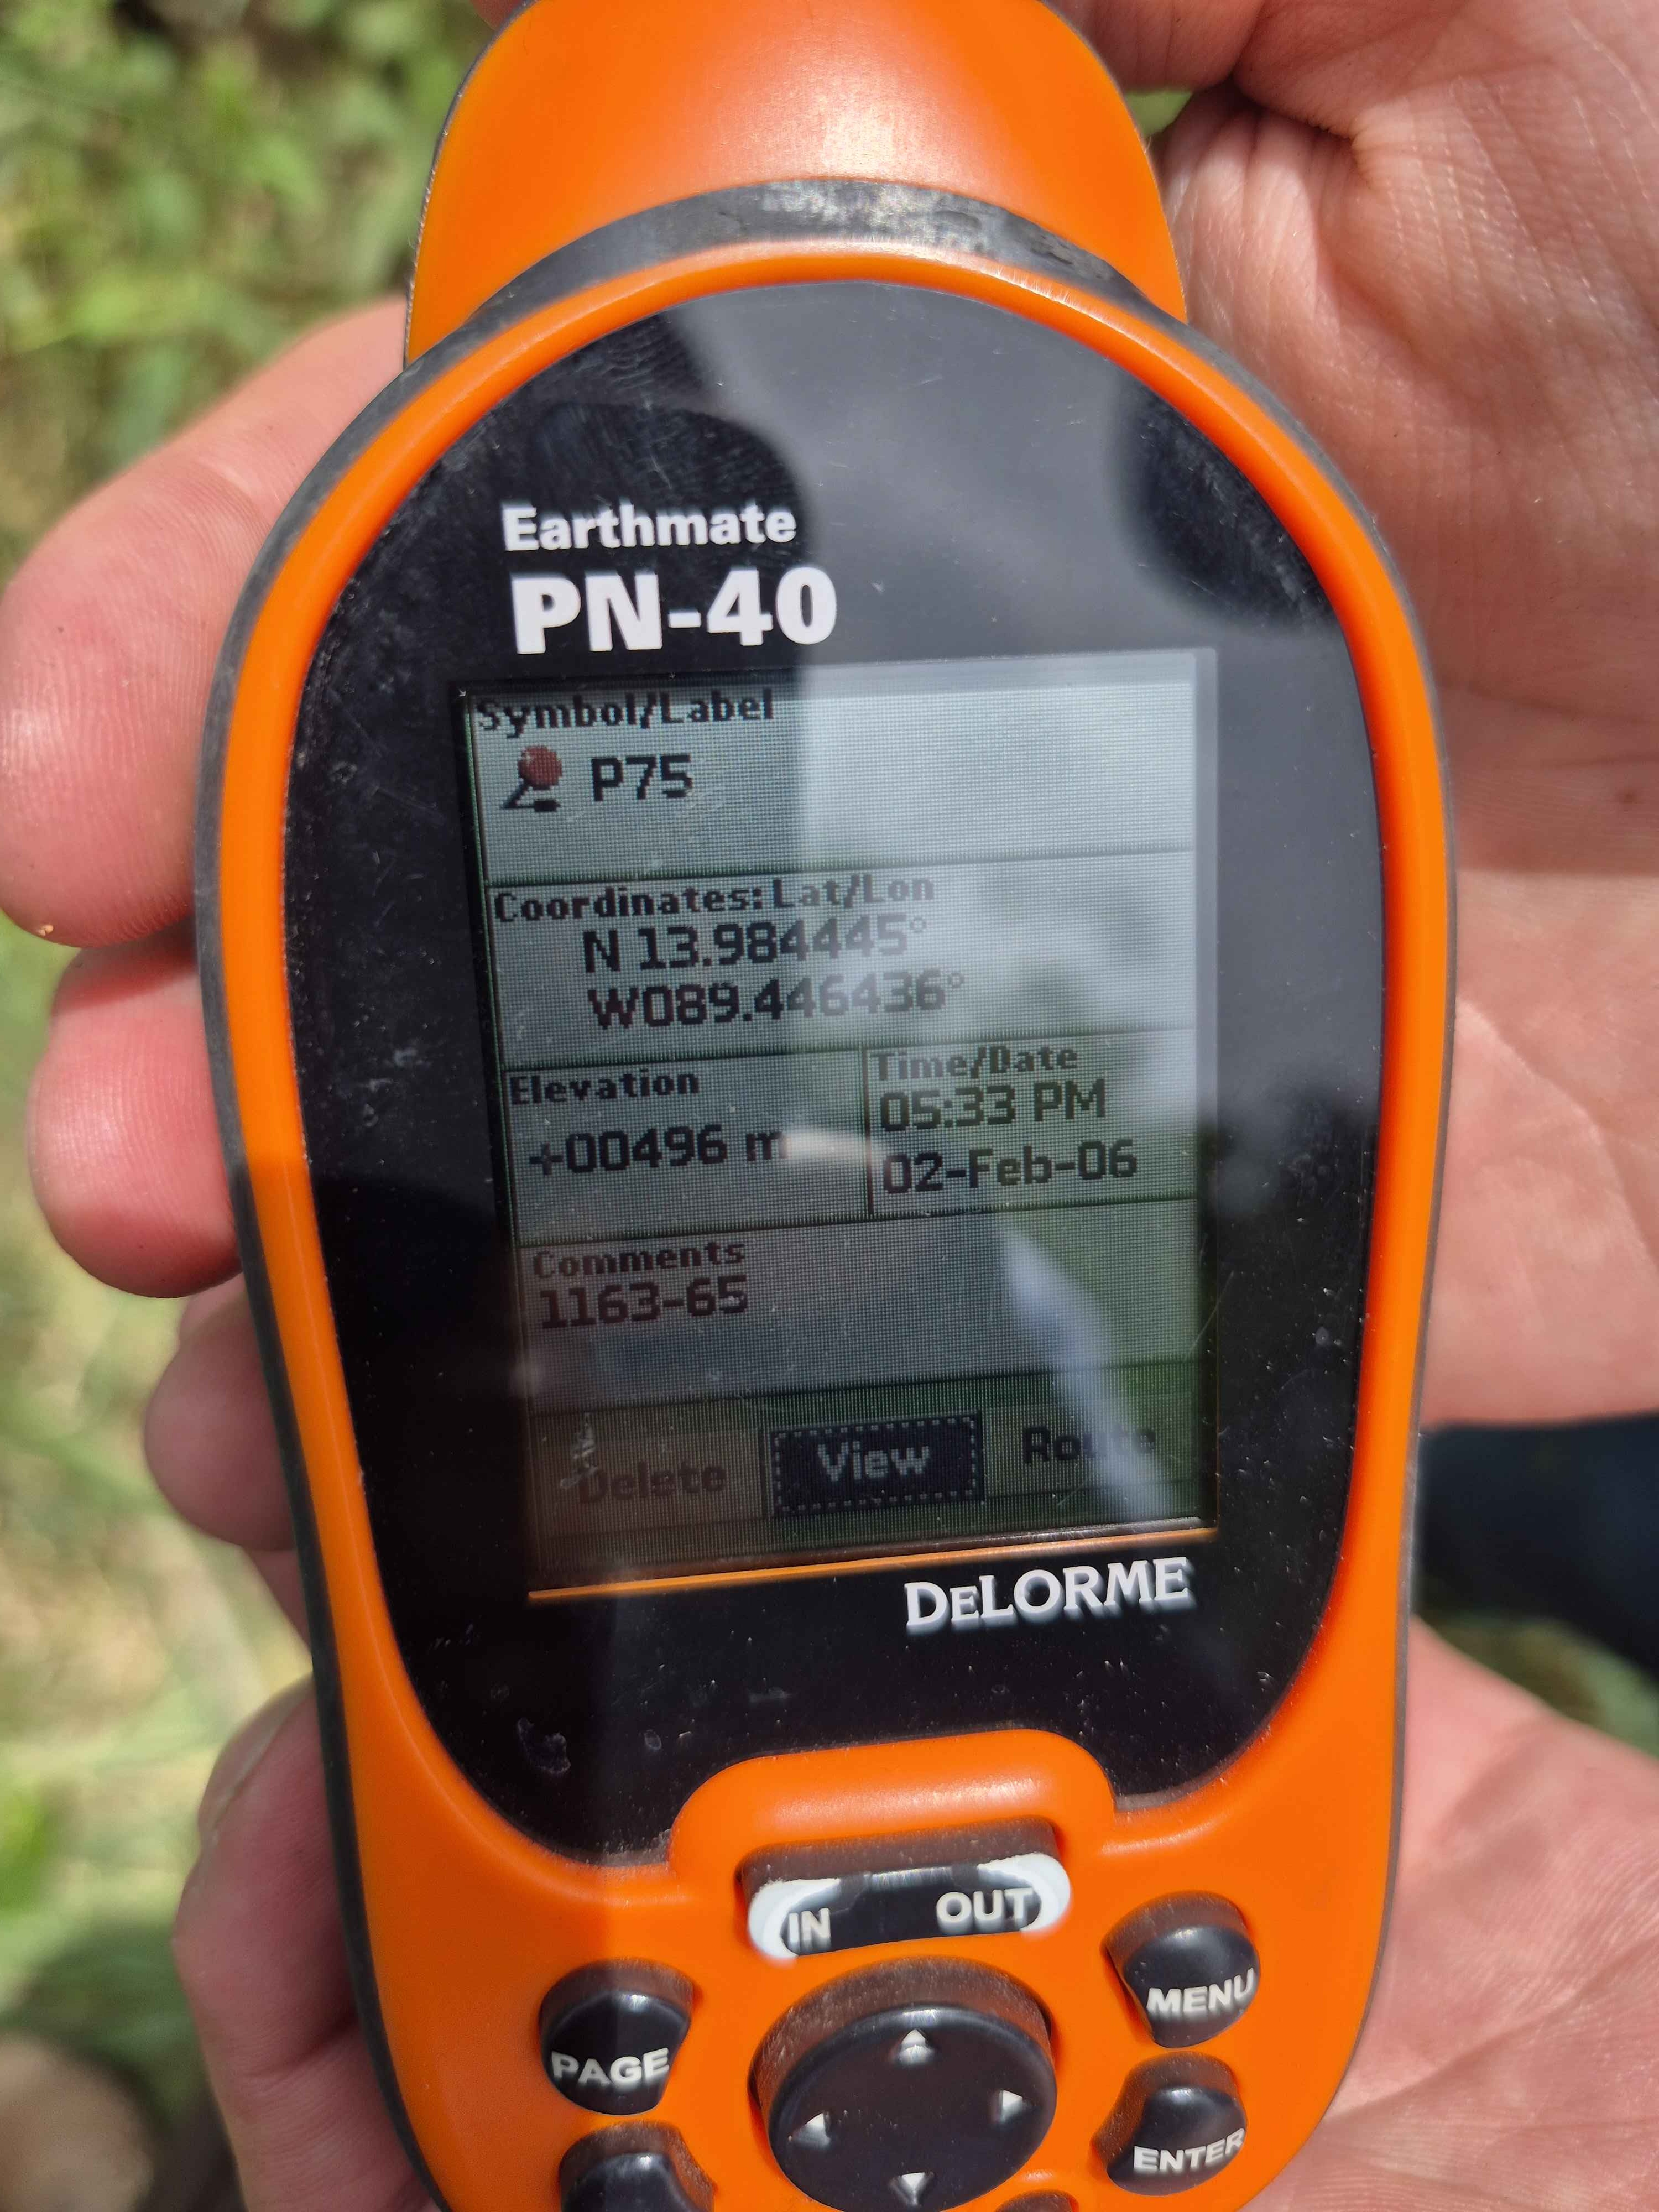 Earthmate
PN-40
Symbol/Label
P75
Coordinates: Lat/Lon
N 13.984445°
W089.446436°
Elevation
+00496 m
Time/Date
05:33 PM
02-Feb-06
Comments
1163-65
Delete
View
Route
DELORME
IN
OUT
PAGE
MENU
ENTER